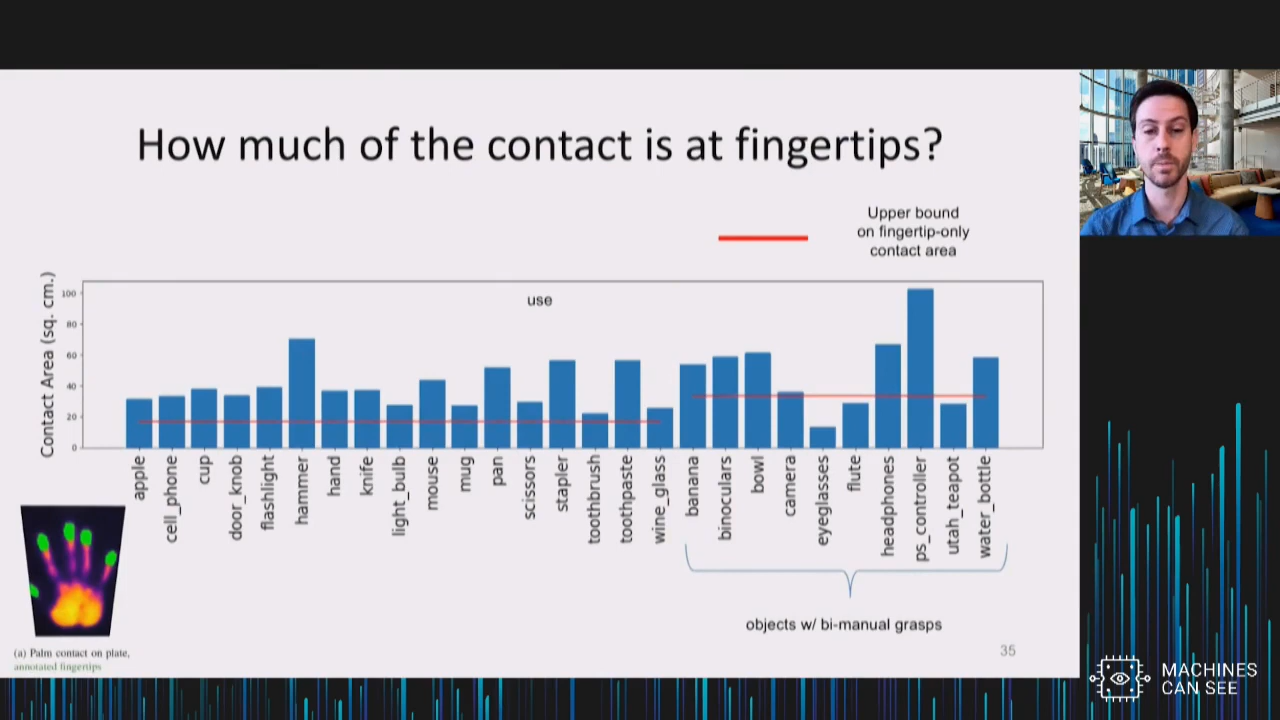 How much of the contact is at fingertips?
Upper bound
on fingertip-only
contact area
Contact Area (sq. cm.)
100
80
60
40
20
0
use
apple
cell_phone
cup
door_knob
flashlight
hammer
hand
knife
light_bulb
mouse
mug
pan
scissors
stapler
toothbrush
toothpaste
wine_glass
banana
binoculars
bowl
camera
eyeglasses
flute
headphones
ps_controller
utah_teapot
water_bottle
objects w/ bi-manual grasps
(a) Palm contact on plate,
annotated fingertips
35
MACHINES
CAN SEE